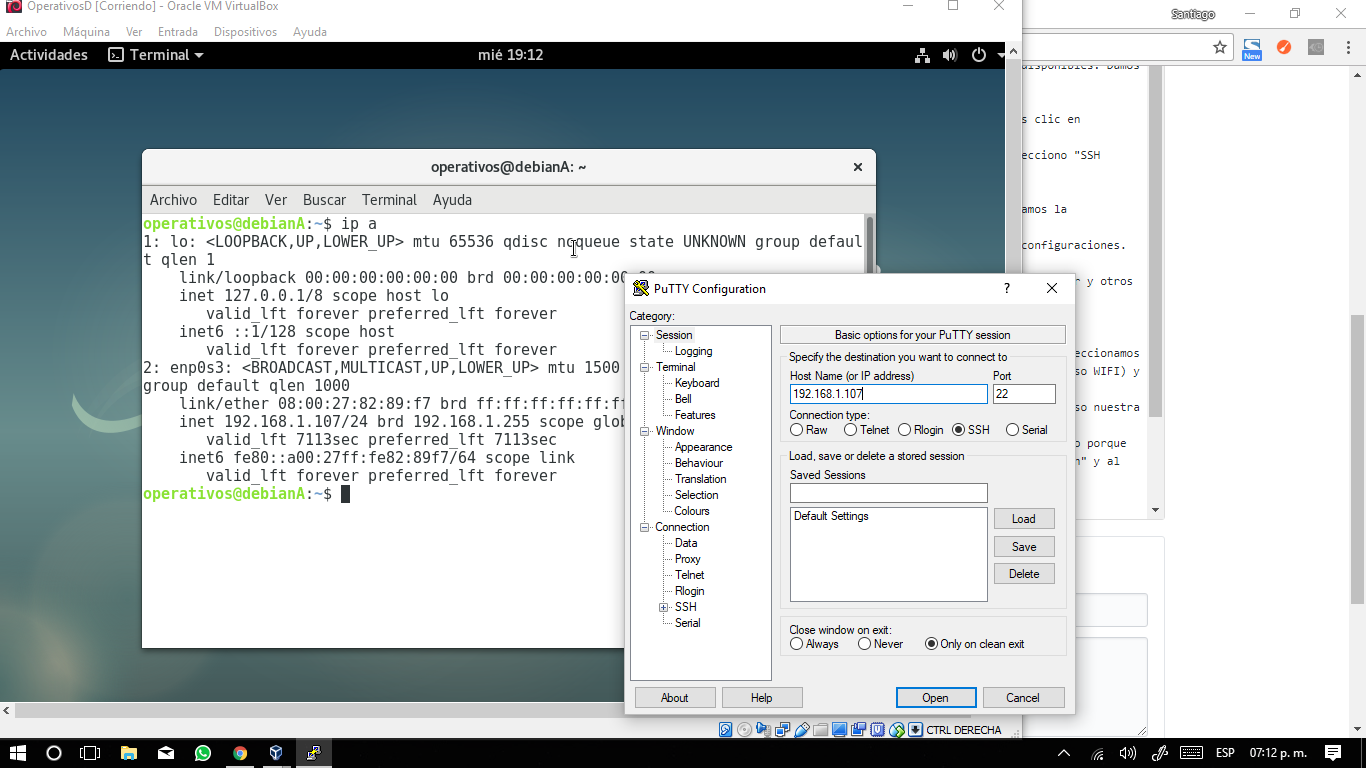 OperativosD [Corriendo] - Oracle VM VirtualBox
Archivo Máquina Ver Entrada Dispositivos Ayuda
Actividades Terminal mié 19:12
operativos@debianA: ~
Archivo Editar Ver Buscar Terminal Ayuda
operativos@debianA:~$ ip a
1: lo: <LOOPBACK,UP,LOWER_UP> mtu 65536 qdisc noqueue state UNKNOWN group defaul
t qlen 1
link/loopback 00:00:00:00:00:00 brd 00:00:00:00:00:00
inet 127.0.0.1/8 scope host lo
valid_lft forever preferred_lft forever
inet6 ::1/128 scope host
valid_lft forever preferred_lft forever
2: enp0s3: <BROADCAST,MULTICAST,UP,LOWER_UP> mtu 1500
group default qlen 1000
link/ether 08:00:27:82:89:f7 brd ff:ff:ff:ff:ff:ff
inet 192.168.1.107/24 brd 192.168.1.255 scope glob
valid_lft 7113sec preferred_lft 7113sec
inet6 fe80::a00:27ff:fe82:89f7/64 scope link
valid_lft forever preferred_lft forever
operativos@debianA:~$
PuTTY Configuration
?
Category:
Session
Logging
Terminal
Keyboard
Bell
Features
Window
Appearance
Behaviour
Translation
Selection
Colours
Connection
Data
Proxy
Telnet
Rlogin
SSH
Serial
Basic options for your PuTTY session
Specify the destination you want to connect to
Host Name (or IP address) Port
192.168.1.107 22
Connection type:
Raw Telnet Rlogin SSH Serial
Load, save or delete a stored session
Saved Sessions
Default Settings
Load
Save
Delete
Close window on exit:
Always Never Only on clean exit
About Help Open Cancel
CTRL DERECHA
Santiago
New
disponibles. Damos
s clic en
ecciono "SSH
amos la
configuraciones.
r y otros
eccionamos
so WIFI) y
so nuestra
o porque
n" y al
ESP 07:12 p. m.